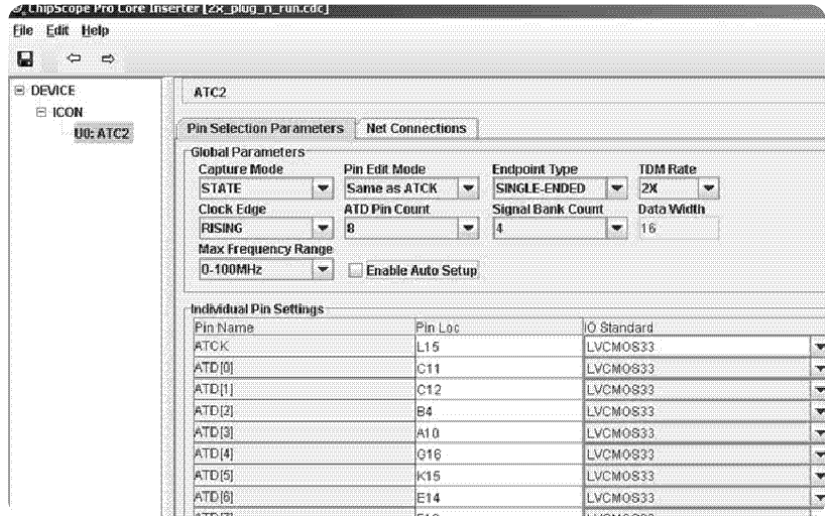 ChipScope Pro Core Inserter [2x_plug_n_run.cdc]
File Edit Help
DEVICE
ICON
U0: ATC2
ATC2
Pin Selection Parameters Net Connections
Global Parameters
Capture Mode Pin Edit Mode Endpoint Type TDM Rate
STATE Same as ATCK SINGLE-ENDED 2X
Clock Edge ATD Pin Count Signal Bank Count Data Width
RISING 8 4 16
Max Frequency Range
0-100MHz Enable Auto Setup
Individual Pin Settings
Pin Name Pin Loc IO Standard
ATCK L15 LVCMOS33
ATD[0] C11 LVCMOS33
ATD[1] C12 LVCMOS33
ATD[2] B4 LVCMOS33
ATD[3] A10 LVCMOS33
ATD[4] G16 LVCMOS33
ATD[5] K15 LVCMOS33
ATD[6] E14 LVCMOS33